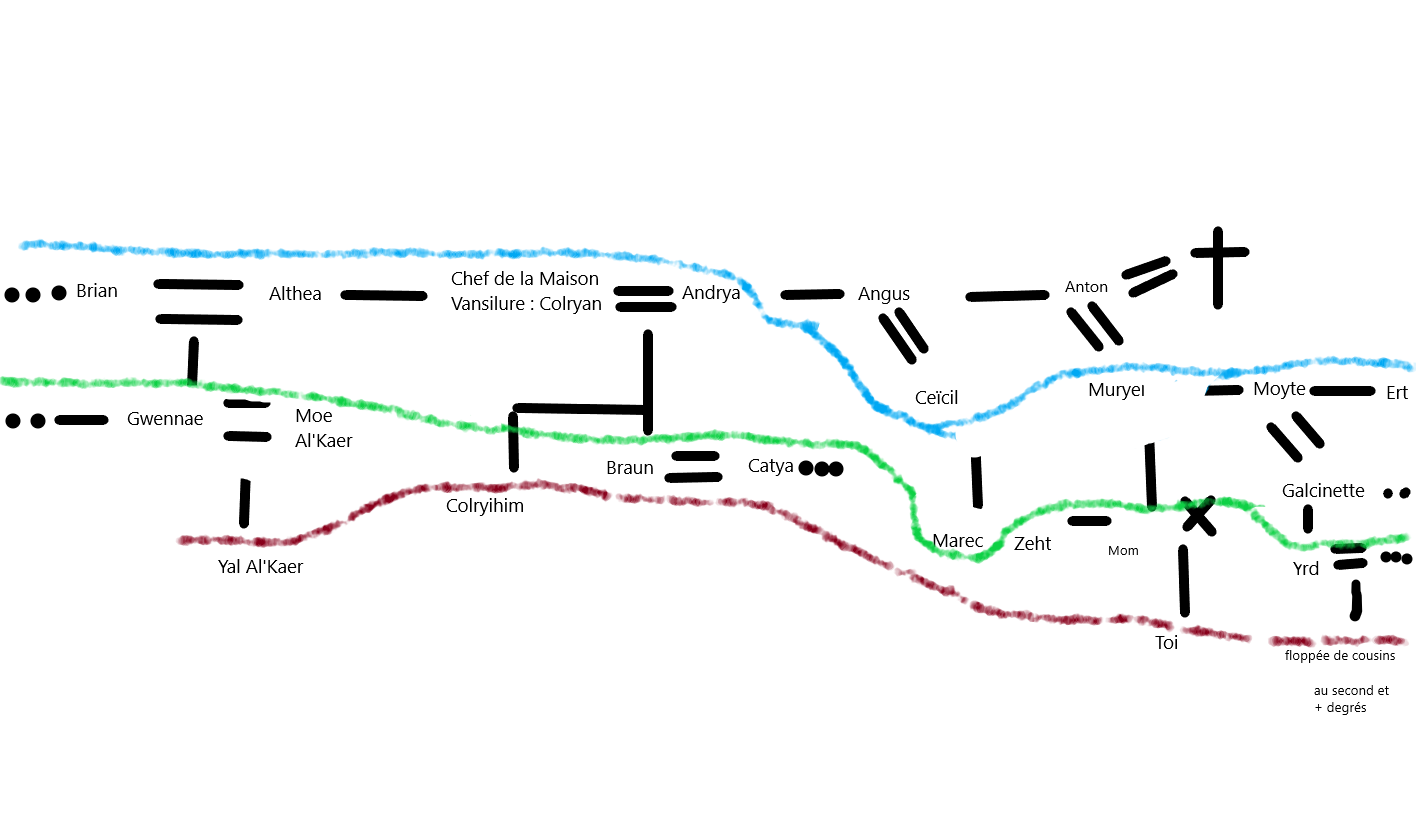 Brian
Althea
Chef de la Maison
Vansilure : Colryan
Andrya
Angus
Anton
Ceïcil
Muryel
Moyte
Ert
Gwennae
Moe
Al'Kaer
Braun
Catya
Galcinette
Colryihim
Marec
Zeht
Mom
Yal Al'Kaer
Yrd
Toi
floppée de cousins
au second et
+ degrés